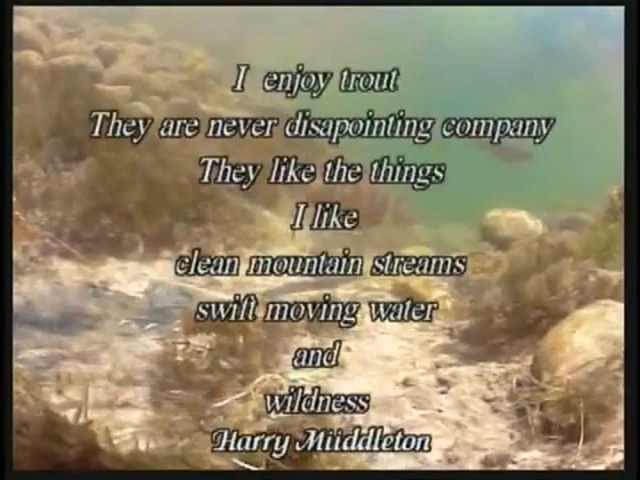 I enjoy trout
They are never disapointing company
They like the things
I like
clean mountain streams
swift moving water
and
wildness
Harry Miiddleton